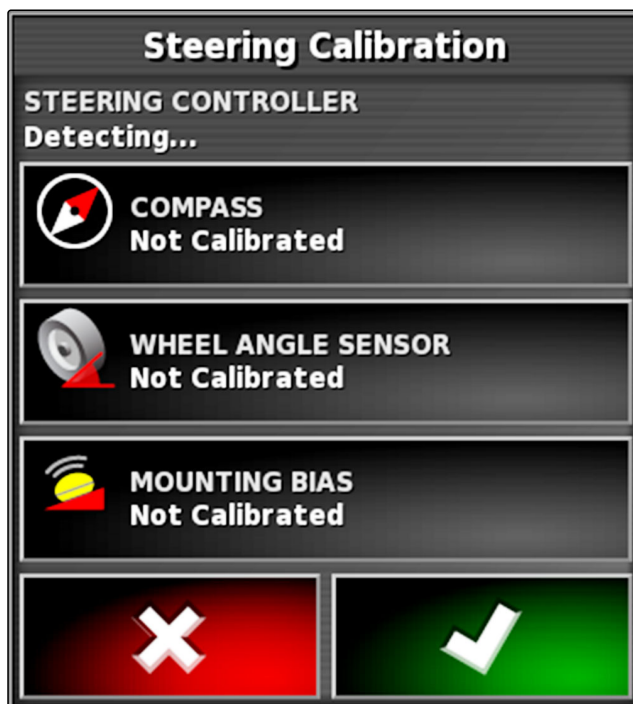 Steering Calibration
STEERING CONTROLLER
Detecting...
COMPASS
Not Calibrated
WHEEL ANGLE SENSOR
Not Calibrated
MOUNTING BIAS
Not Calibrated